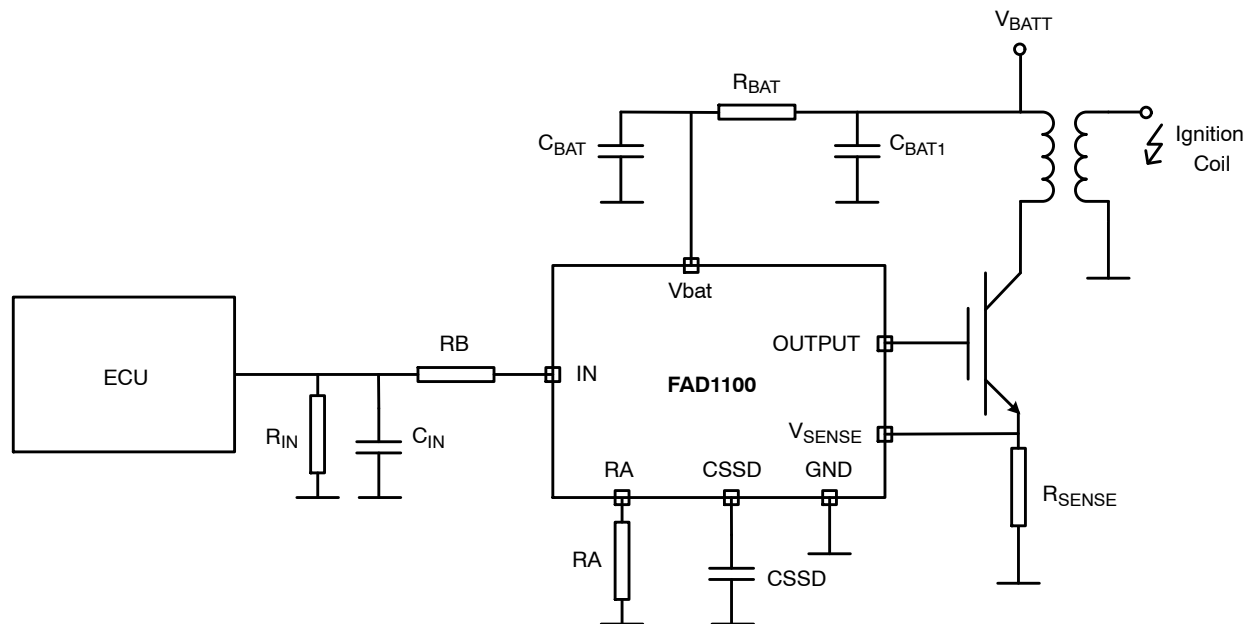 VBATT
RBAT
CBAT
CBAT1
Ignition
Coil
Vbat
ECU
RB
IN
OUTPUT
FAD1100
RIN
CIN
VSENSE
RA
CSSD
GND
RSENSE
RA
CSSD